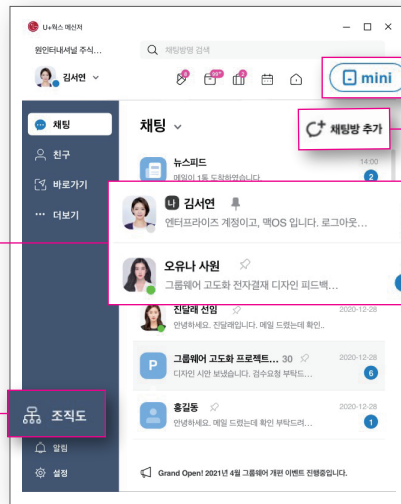 U+웍스 메신저
원인터내셔널 주식...
채팅방명 검색
김서연
mini
채팅
친구
바로가기
더보기
조직도
알림
설정
채팅
채팅방 추가
뉴스피드
14:00
메일이 1통 도착하였습니다.
2
나 김서연
엔터프라이즈 계정이고, 맥OS 입니다. 로그아웃...
오유나 사원
그룹웨어 고도화 전자결재 디자인 피드백...
진달래 선임
2020-12-28
안녕하세요. 진달래입니다. 메일 드렸는데 확인..
P
그룹웨어 고도화 프로젝트... 30
2020-12-28
디자인 시안 보냈습니다. 검수요청 부탁드...
6
홍길동
2020-12-28
안녕하세요. 메일 드렸는데 확인 부탁드려...
1
Grand Open! 2021년 4월 그룹웨어 개편 이벤트 진행중입니다.